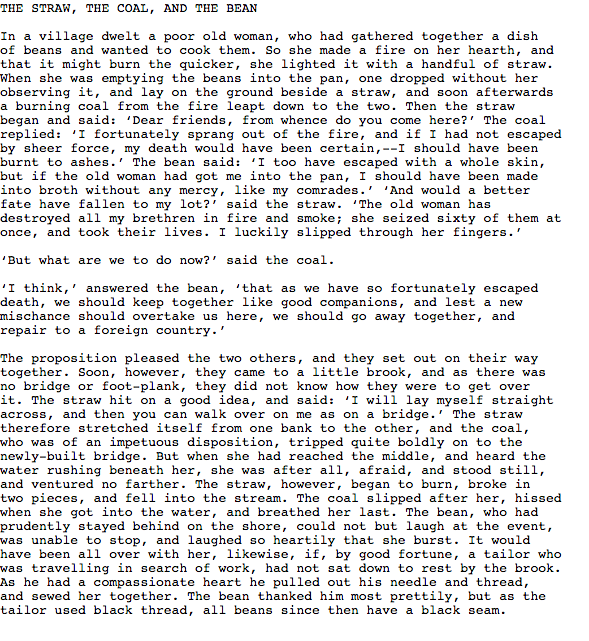 THE STRAW, THE COAL, AND THE BEAN
In a village dwelt a poor old woman, who had gathered together a dish
of beans and wanted to cook them. So she made a fire on her hearth, and
that it might burn the quicker, she lighted it with a handful of straw.
When she was emptying the beans into the pan, one dropped without her
observing it, and lay on the ground beside a straw, and soon afterwards
a burning coal from the fire leapt down to the two. Then the straw
began and said: ‘Dear friends, from whence do you come here?’ The coal
replied: ‘I fortunately sprang out of the fire, and if I had not escaped
by sheer force, my death would have been certain,--I should have been
burnt to ashes.’ The bean said: ‘I too have escaped with a whole skin,
but if the old woman had got me into the pan, I should have been made
into broth without any mercy, like my comrades.’ ‘And would a better
fate have fallen to my lot?’ said the straw. ‘The old woman has
destroyed all my brethren in fire and smoke; she seized sixty of them at
once, and took their lives. I luckily slipped through her fingers.’
‘But what are we to do now?’ said the coal.
‘I think,’ answered the bean, ‘that as we have so fortunately escaped
death, we should keep together like good companions, and lest a new
mischance should overtake us here, we should go away together, and
repair to a foreign country.’
The proposition pleased the two others, and they set out on their way
together. Soon, however, they came to a little brook, and as there was
no bridge or foot-plank, they did not know how they were to get over
it. The straw hit on a good idea, and said: ‘I will lay myself straight
across, and then you can walk over on me as on a bridge.’ The straw
therefore stretched itself from one bank to the other, and the coal,
who was of an impetuous disposition, tripped quite boldly on to the
newly-built bridge. But when she had reached the middle, and heard the
water rushing beneath her, she was after all, afraid, and stood still,
and ventured no farther. The straw, however, began to burn, broke in
two pieces, and fell into the stream. The coal slipped after her, hissed
when she got into the water, and breathed her last. The bean, who had
prudently stayed behind on the shore, could not but laugh at the event,
was unable to stop, and laughed so heartily that she burst. It would
have been all over with her, likewise, if, by good fortune, a tailor who
was travelling in search of work, had not sat down to rest by the brook.
As he had a compassionate heart he pulled out his needle and thread,
and sewed her together. The bean thanked him most prettily, but as the
tailor used black thread, all beans since then have a black seam.